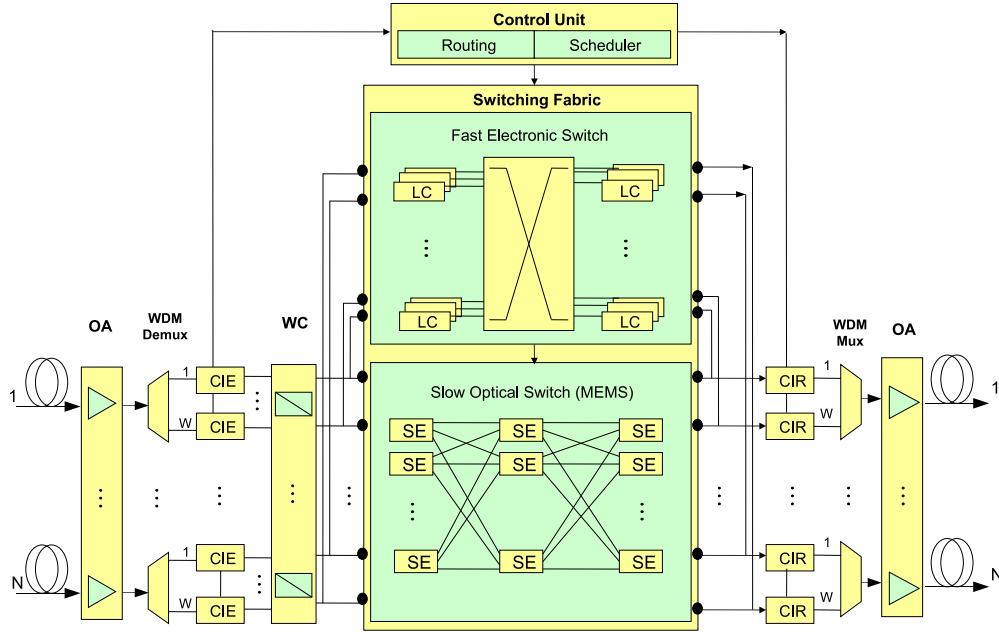 Control Unit
Routing
Scheduler
Switching Fabric
Fast Electronic Switch
LC
LC
LC
LC
OA
WDM
Demux
WC
WDM
Mux
OA
Slow Optical Switch (MEMS)
1
1
CIE
W
CIE
SE
SE
SE
SE
SE
SE
SE
SE
SE
CIR
1
CIR
W
1
N
1
CIE
W
CIE
CIR
1
CIR
W
N